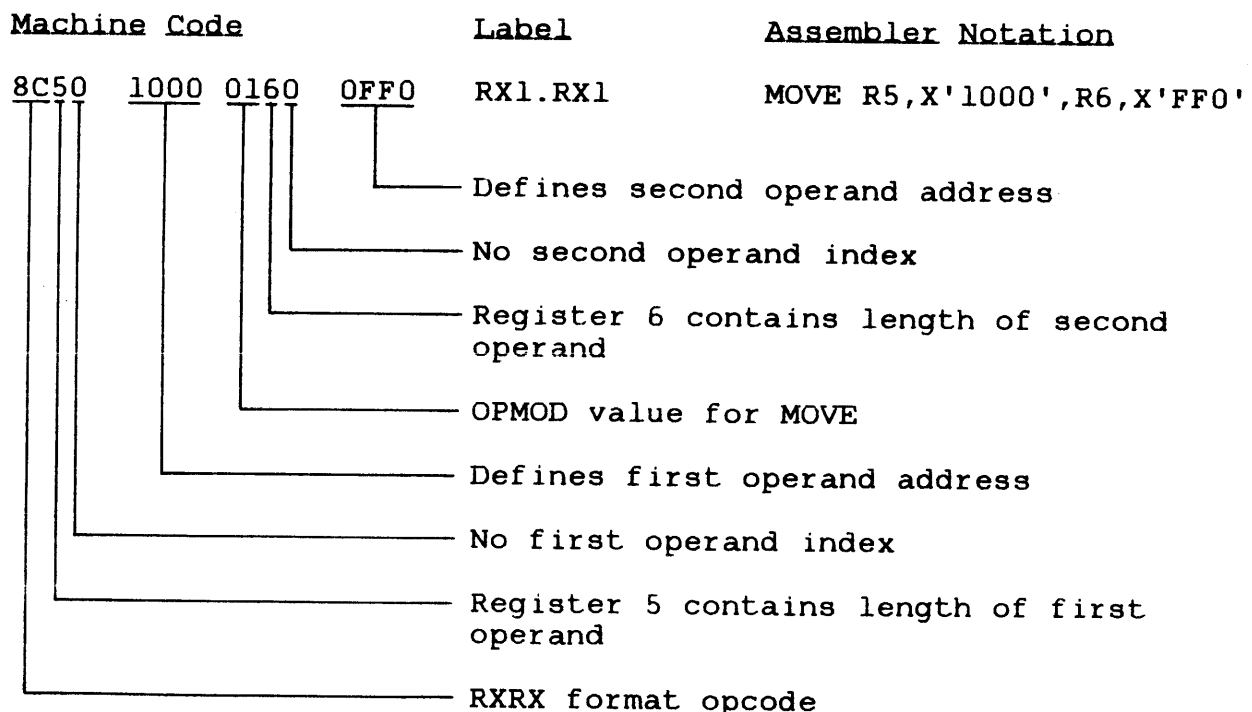 Machine Code Label Assembler Notation
8C50 1000 0160 0FF0 RX1.RX1 MOVE R5,X'1000',R6,X'FF0'
Defines second operand address
No second operand index
Register 6 contains length of second
operand
OPMOD value for MOVE
Defines first operand address
No first operand index
Register 5 contains length of first
operand
RXRX format opcode